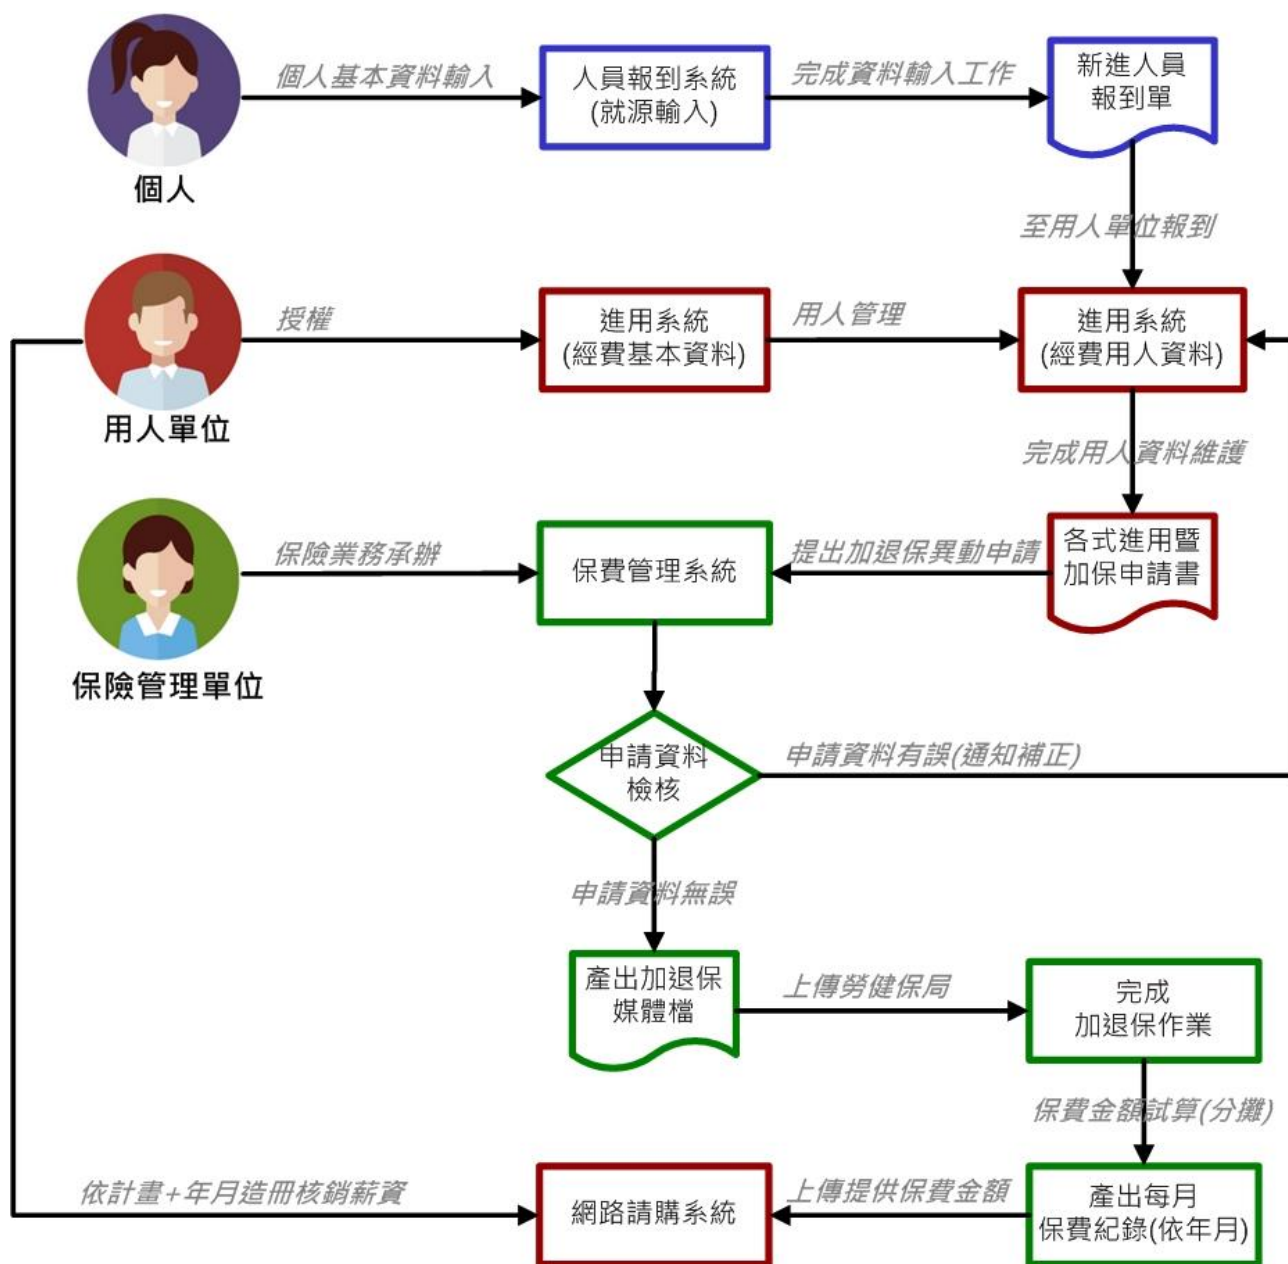 個人基本資料輸入
人員報到系統
(就源輸入)
完成資料輸入工作
新進人員
報到單
個人
至用人單位報到
授權
進用系統
(經費基本資料)
用人管理
進用系統
(經費用人資料)
用人單位
完成用人資料維護
保險業務承辦
保費管理系統
提出加退保異動申請
各式進用暨
加保申請書
保險管理單位
申請資料
檢核
申請資料有誤(通知補正)
申請資料無誤
產出加退保
媒體檔
上傳勞健保局
完成
加退保作業
保費金額試算(分攤)
依計畫+年月造冊核銷薪資
網路請購系統
上傳提供保費金額
產出每月
保費紀錄(依年月)